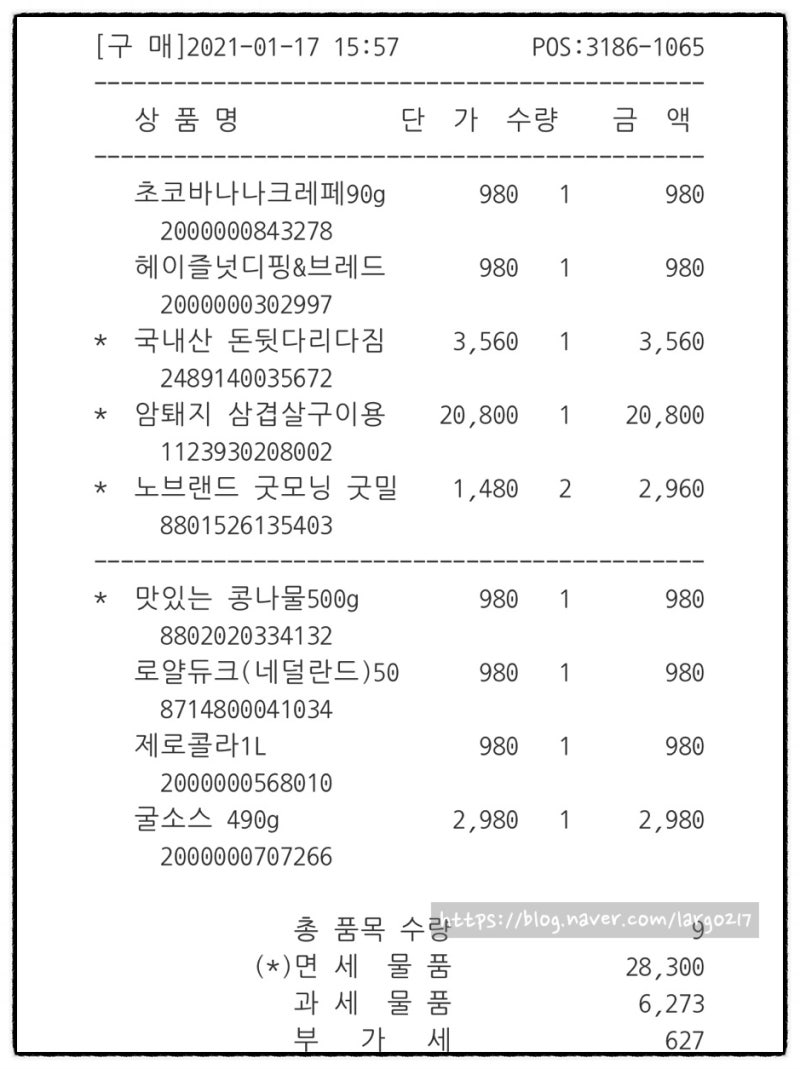 [구 매]2021-01-17 15:57 POS:3186-1065
상 품 명 단 가 수량 금 액
초코바나나크레페90g 980 1 980
2000000843278
헤이즐넛디핑&브레드 980 1 980
2000000302997
* 국내산 돈뒷다리다짐 3,560 1 3,560
2489140035672
* 암퇘지 삼겹살구이용 20,800 1 20,800
1123930208002
* 노브랜드 굿모닝 굿밀 1,480 2 2,960
8801526135403
* 맛있는 콩나물500g 980 1 980
8802020334132
로얄듀크(네덜란드)50 980 1 980
8714800041034
제로콜라1L 980 1 980
2000000568010
굴소스 490g 2,980 1 2,980
2000000707266
https://blog.naver.com/largo217
총 품목 수량 9
(*)면 세 물 품 28,300
과 세 물 품 6,273
부 가 세 627